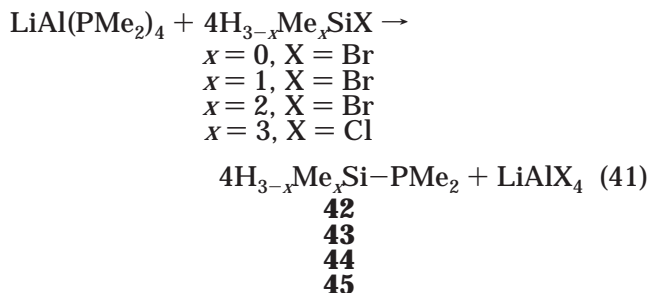 LiAl(PMe₂)₄ + 4H₃₋ₓMeₓSiX →
x = 0, X = Br
x = 1, X = Br
x = 2, X = Br
x = 3, X = Cl
4H₃₋ₓMeₓSi−PMe₂ + LiAlX₄ (41)
42
43
44
45